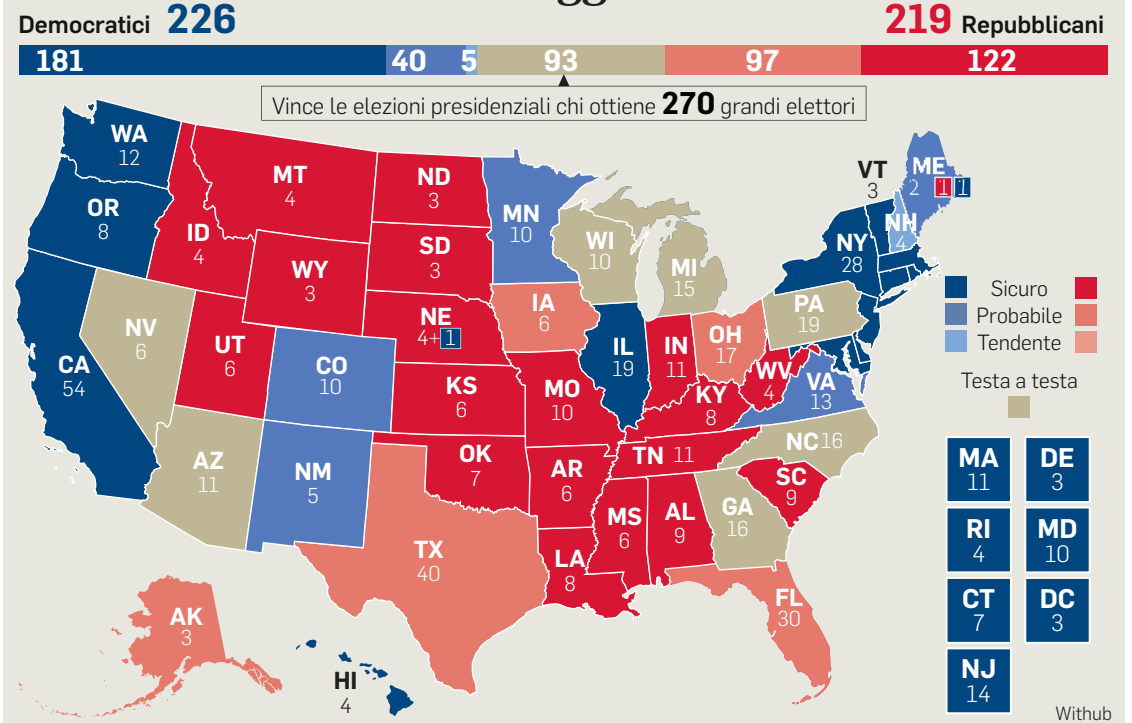 Democratici 226
219 Repubblicani
181 40 5 93 97 122
Vince le elezioni presidenziali chi ottiene 270 grandi elettori
WA
12
OR
8
CA
54
NV
6
ID
4
MT
4
WY
3
UT
6
AZ
11
CO
10
NM
5
ND
3
SD
3
NE
4+1
KS
6
OK
7
TX
40
MN
10
IA
6
MO
10
AR
6
LA
8
WI
10
IL
19
MI
15
IN
11
OH
17
KY
8
TN 11
MS
6
AL
9
GA
16
FL
30
SC
9
NC 16
VA
13
WV
4
PA
19
NY
28
VT
3
NH
4
ME
2 1 1
AK
3
HI
4
Sicuro
Probabile
Tendente
Testa a testa
MA
11
DE
3
RI
4
MD
10
CT
7
DC
3
NJ
14
Withub